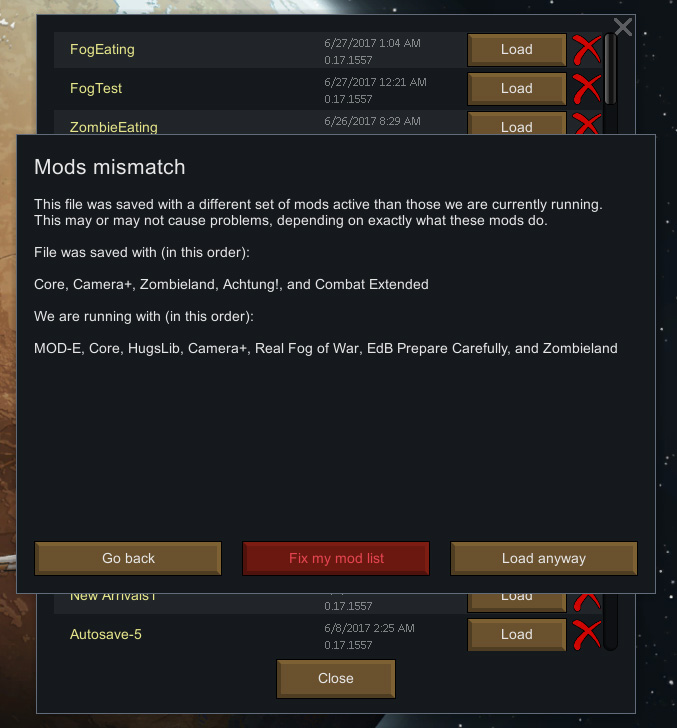 FogEating
6/27/2017 1:04 AM
0.17.1557
Load
FogTest
6/27/2017 12:21 AM
0.17.1557
Load
ZombieEating
6/26/2017 8:29 AM
Load
Mods mismatch
This file was saved with a different set of mods active than those we are currently running.
This may or may not cause problems, depending on exactly what these mods do.
File was saved with (in this order):
Core, Camera+, Zombieland, Achtung!, and Combat Extended
We are running with (in this order):
MOD-E, Core, HugsLib, Camera+, Real Fog of War, EdB Prepare Carefully, and Zombieland
Go back
Fix my mod list
Load anyway
New Arrivals1
0.17.1557
Load
Autosave-5
6/8/2017 2:25 AM
0.17.1557
Load
Close